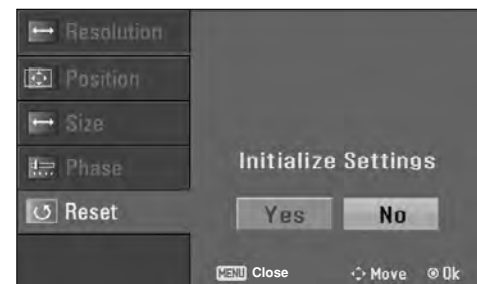 Resolution
Position
Size
Phase
Reset
Initialize Settings
Yes No
MENU Close Move Ok